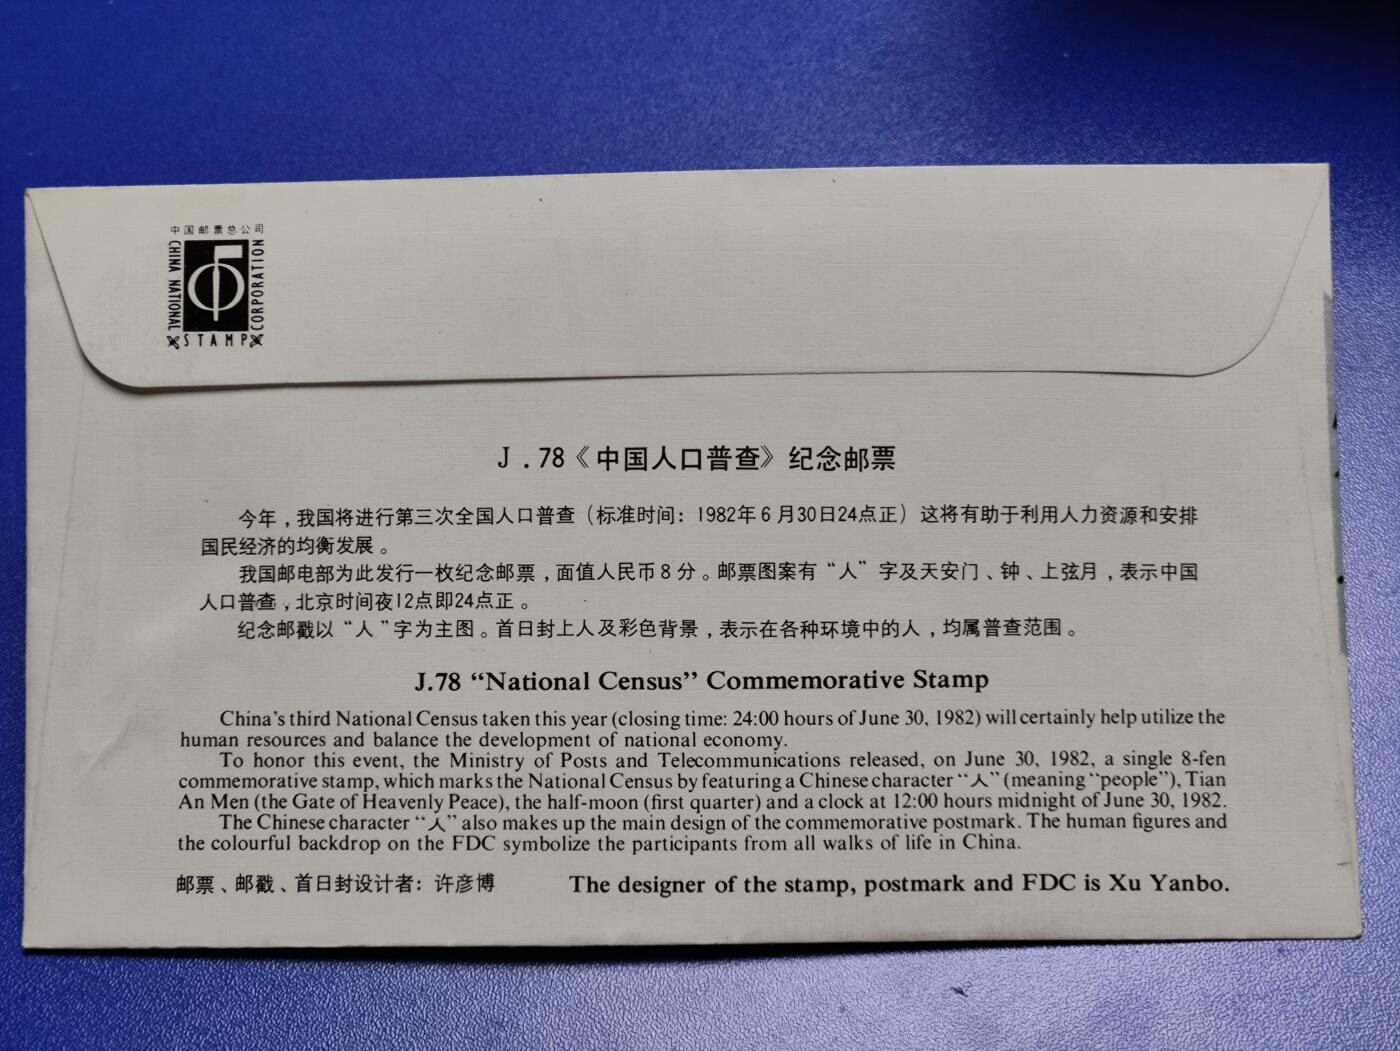 中国邮票总公司
CHINA NATIONAL
STAMP
CORPORATION
J.78《中国人口普查》纪念邮票
今年,我国将进行第三次全国人口普查(标准时间:1982年6月30日24点正)这将有助于利用人力资源和安排
国民经济的均衡发展。
我国邮电部为此发行一枚纪念邮票,面值人民币8分。邮票图案有“人”字及天安门、钟、上弦月,表示中国
人口普查,北京时间夜12点即24点正。
纪念邮戳以“人”字为主图。首日封上人及彩色背景,表示在各种环境中的人,均属普查范围。
J.78 “National Census” Commemorative Stamp
China's third National Census taken this year (closing time: 24:00 hours of June 30, 1982) will certainly help utilize the
human resources and balance the development of national economy.
To honor this event, the Ministry of Posts and Telecommunications released, on June 30, 1982, a single 8-fen
commemorative stamp, which marks the National Census by featuring a Chinese character “人” (meaning “people”), Tian
An Men (the Gate of Heavenly Peace), the half-moon (first quarter) and a clock at 12:00 hours midnight of June 30, 1982.
The Chinese character “人” also makes up the main design of the commemorative postmark. The human figures and
the colourful backdrop on the FDC symbolize the participants from all walks of life in China.
邮票、邮戳、首日封设计者:许彦博 The designer of the stamp, postmark and FDC is Xu Yanbo.